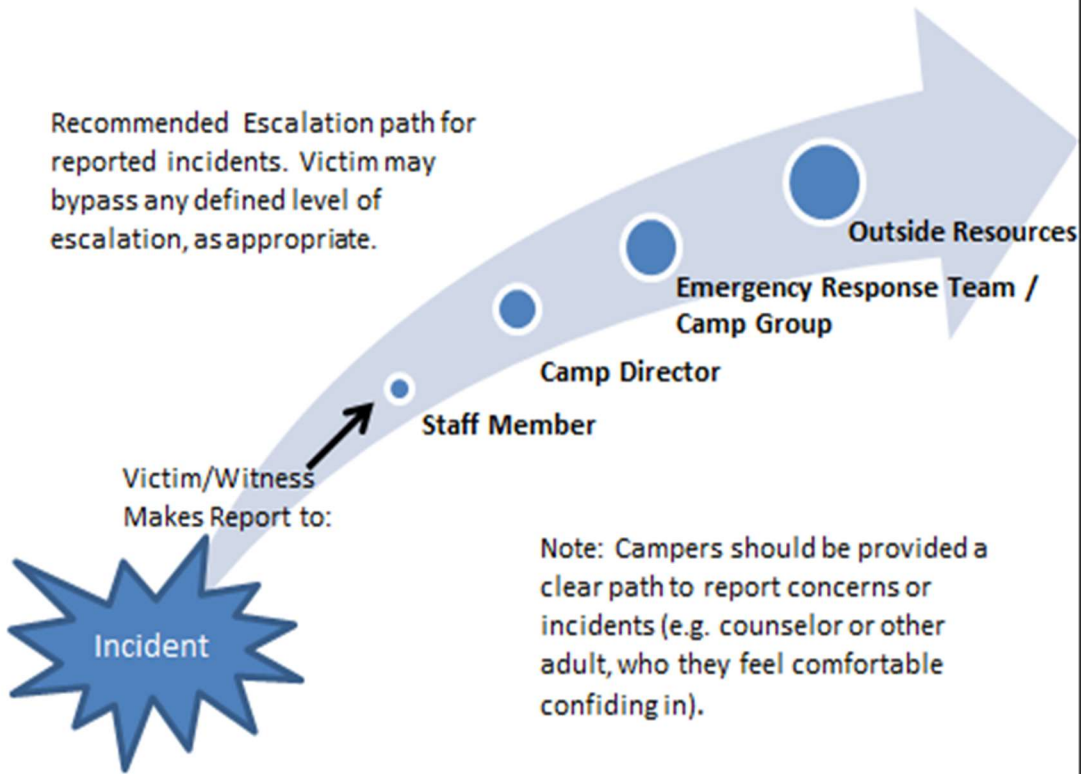 Recommended Escalation path for
reported incidents. Victim may
bypass any defined level of
escalation, as appropriate.
Outside Resources
Emergency Response Team /
Camp Group
Camp Director
Staff Member
Victim/Witness
Makes Report to:
Incident
Note: Campers should be provided a
clear path to report concerns or
incidents (e.g. counselor or other
adult, who they feel comfortable
confiding in).